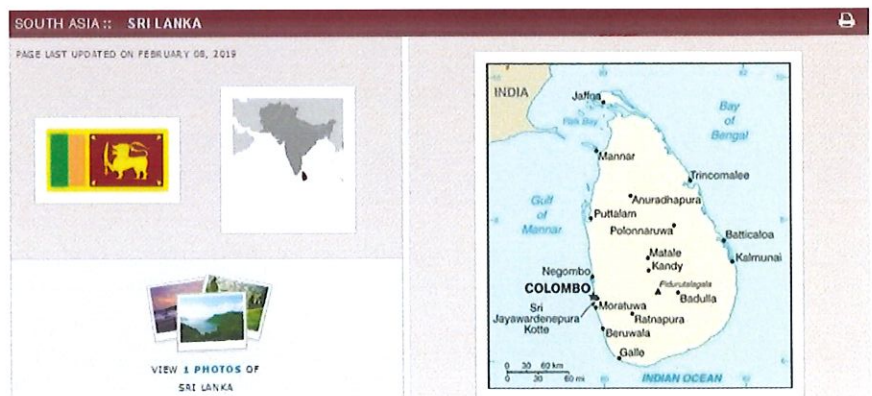 SOUTH ASIA :: SRI LANKA
PAGE LAST UPDATED ON FEBRUARY 08, 2019
VIEW 1 PHOTOS OF
SRI LANKA
INDIA
Jaffna
Palk Bay
Bay
of
Bengal
Mannar
Trincomalee
Gulf
of
Mannar
Anuradhapura
Puttalam
Polonnaruwa
Batticaloa
Matale
Kalmunai
Kandy
Negombo
Pidurutalagala
COLOMBO
Badulla
Moratuwa
Sri
Jayawardenepura
Kotte
Ratnapura
Beruwala
Galle
0 30 60 km
0 30 60 mi
INDIAN OCEAN